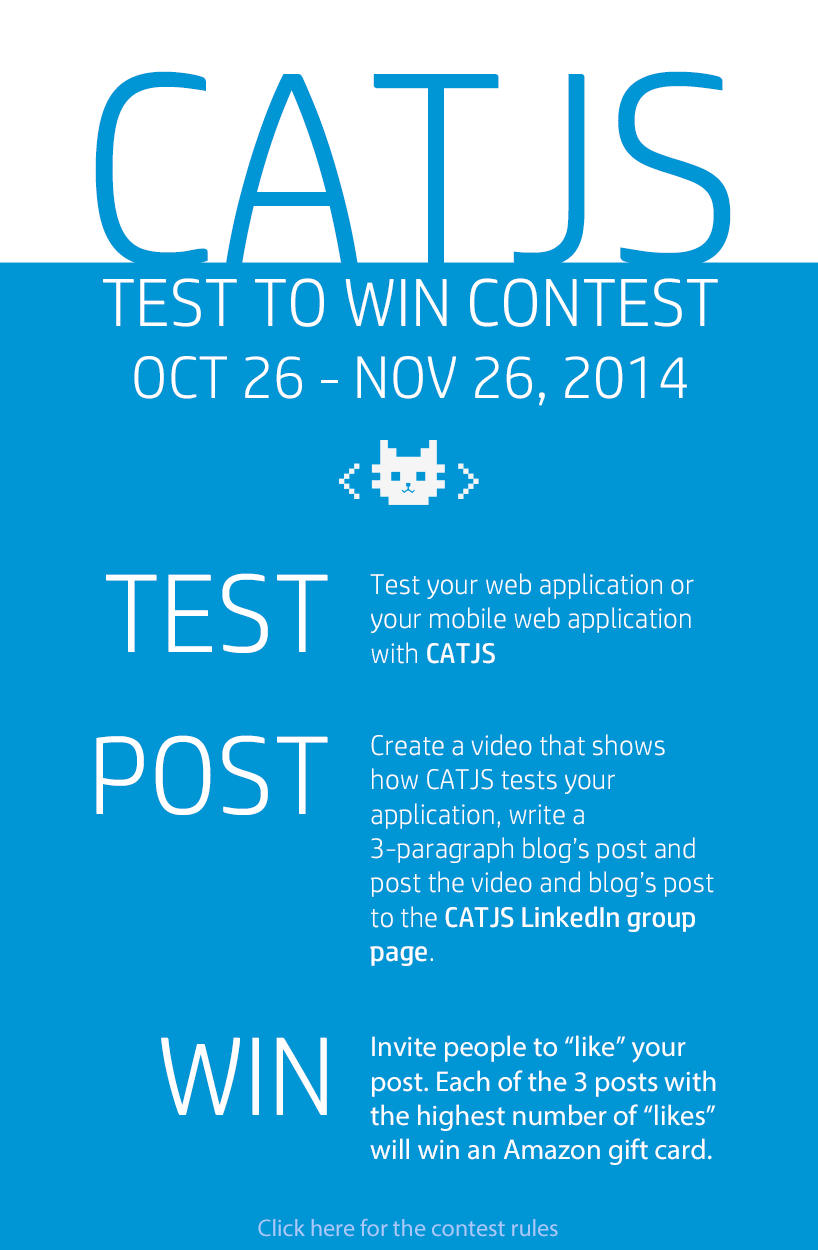 CATJS
TEST TO WIN CONTEST
OCT 26 - NOV 26, 2014
TEST
Test your web application or
your mobile web application
with CATJS
POST
Create a video that shows
how CATJS tests your
application, write a
3-paragraph blog's post and
post the video and blog's post
to the CATJS LinkedIn group
page.
WIN
Invite people to “like” your
post. Each of the 3 posts with
the highest number of “likes”
will win an Amazon gift card.
Click here for the contest rules